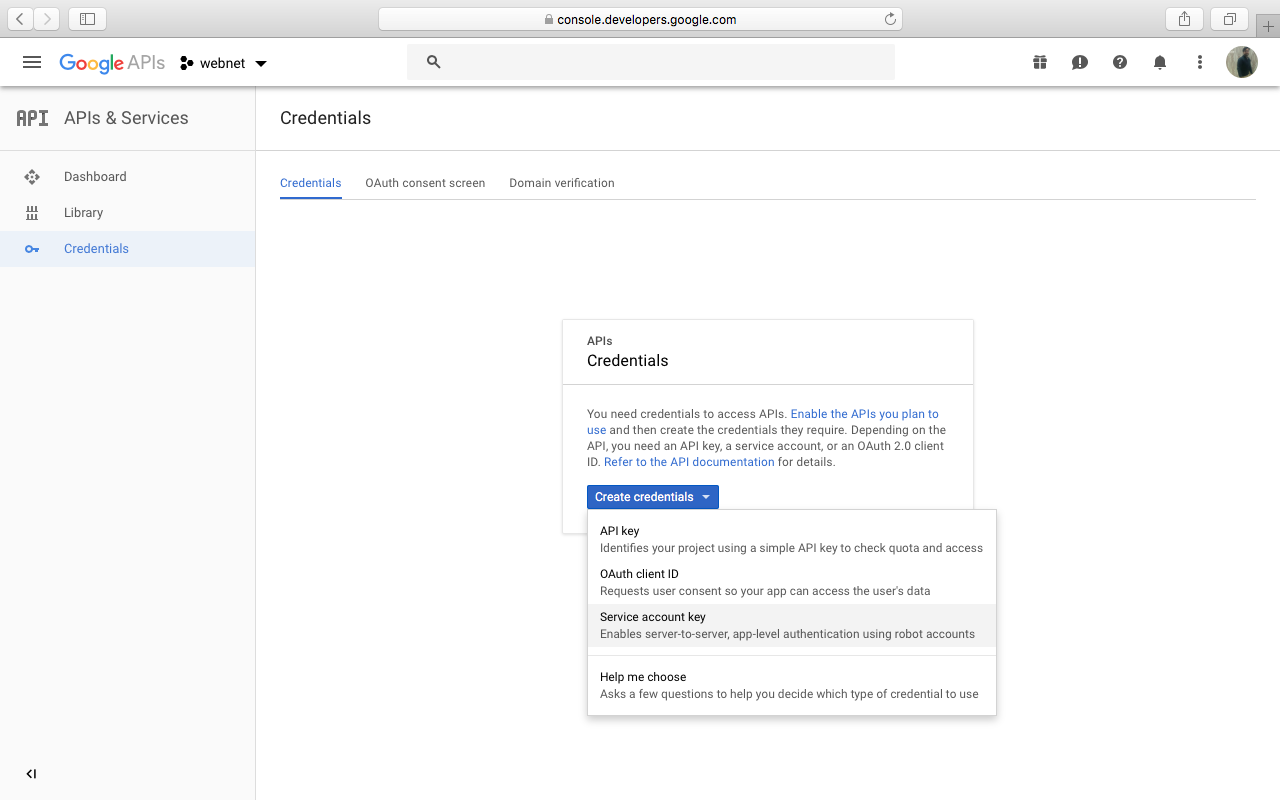 console.developers.google.com
Google APIs webnet
API APIs & Services
Credentials
Dashboard
Library
Credentials
Credentials OAuth consent screen Domain verification
APIs
Credentials
You need credentials to access APIs. Enable the APIs you plan to
use and then create the credentials they require. Depending on the
API, you need an API key, a service account, or an OAuth 2.0 client
ID. Refer to the API documentation for details.
Create credentials
API key
Identifies your project using a simple API key to check quota and access
OAuth client ID
Requests user consent so your app can access the user's data
Service account key
Enables server-to-server, app-level authentication using robot accounts
Help me choose
Asks a few questions to help you decide which type of credential to use